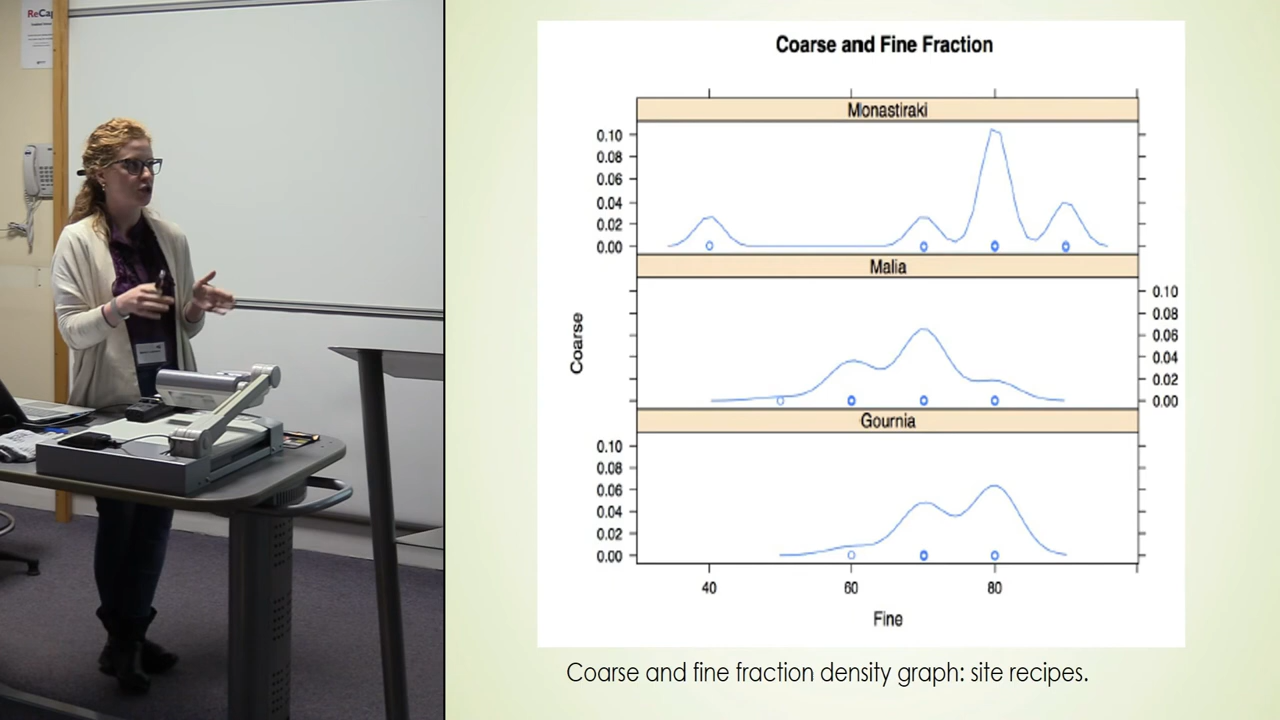 ReCap
Coarse and Fine Fraction
Monastiraki
0.10
0.08
0.06
0.04
0.02
0.00
Malia
0.10
0.08
0.06
0.04
0.02
0.00
Coarse
Gournia
0.10
0.08
0.06
0.04
0.02
0.00
40
60
80
Fine
Coarse and fine fraction density graph: site recipes.